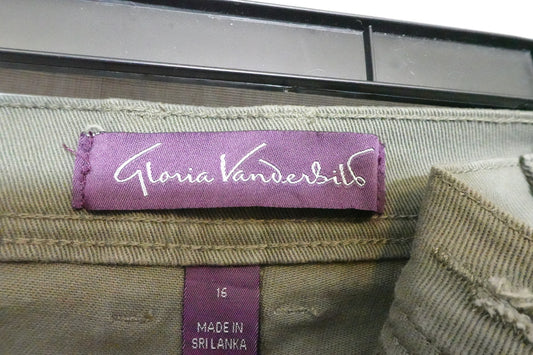 Gloria Vanderbilt
16
MADE IN
SRI LANKA